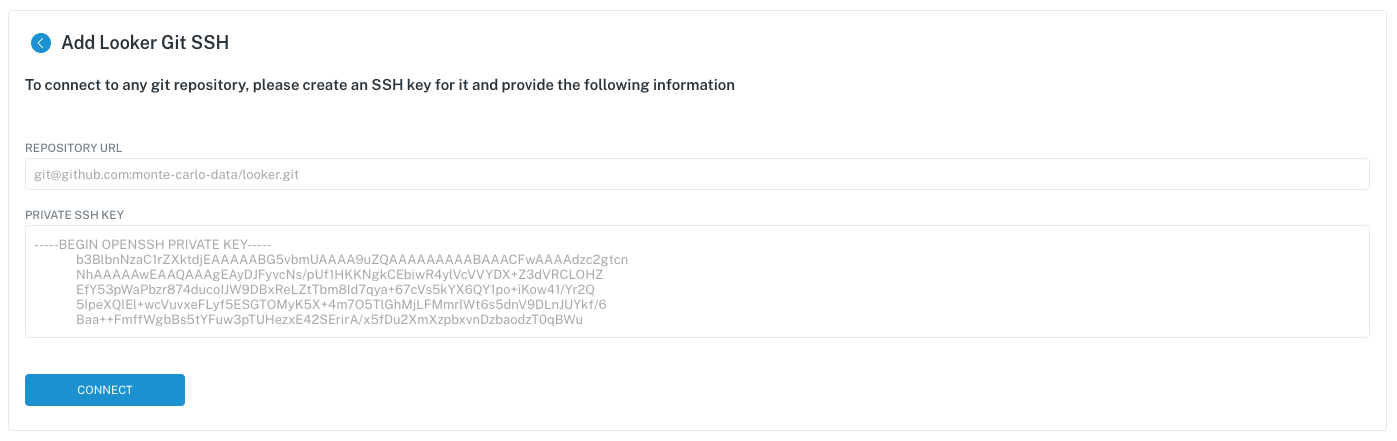 Add Looker Git SSH
To connect to any git repository, please create an SSH key for it and provide the following information
REPOSITORY URL
git@github.com:monte-carlo-data/looker.git
PRIVATE SSH KEY
-----BEGIN OPENSSH PRIVATE KEY-----
b3BlbnNzaC1rZXktdjEAAAAABG5vbmUAAAA9uZQAAAAAAAAABAAACFwAAAAdzc2gtcn
NhAAAAAwEAAQAAAgEAyDJFyvcNs/pUf1HKKNgkCEbiwR4ylVcVVYDX+Z3dVRCLOHZ
EfY53pWaPbzr874ducoIJW9DBxReLZtTbm8Id7qya+67cVs5kYX6QY1po+iKow41/Yr2Q
5IpeXQlEl+wcVuvxeFLyf5ESGTOMyK5X+4m7O5TlGhMjLFMmrlWt6s5dnV9DLnJUYkf/6
Baa++FmffWgbBs5tYFuw3pTUHezxE42SErirA/x5fDu2XmXzpbxvnDzbaodzT0qBWu
CONNECT